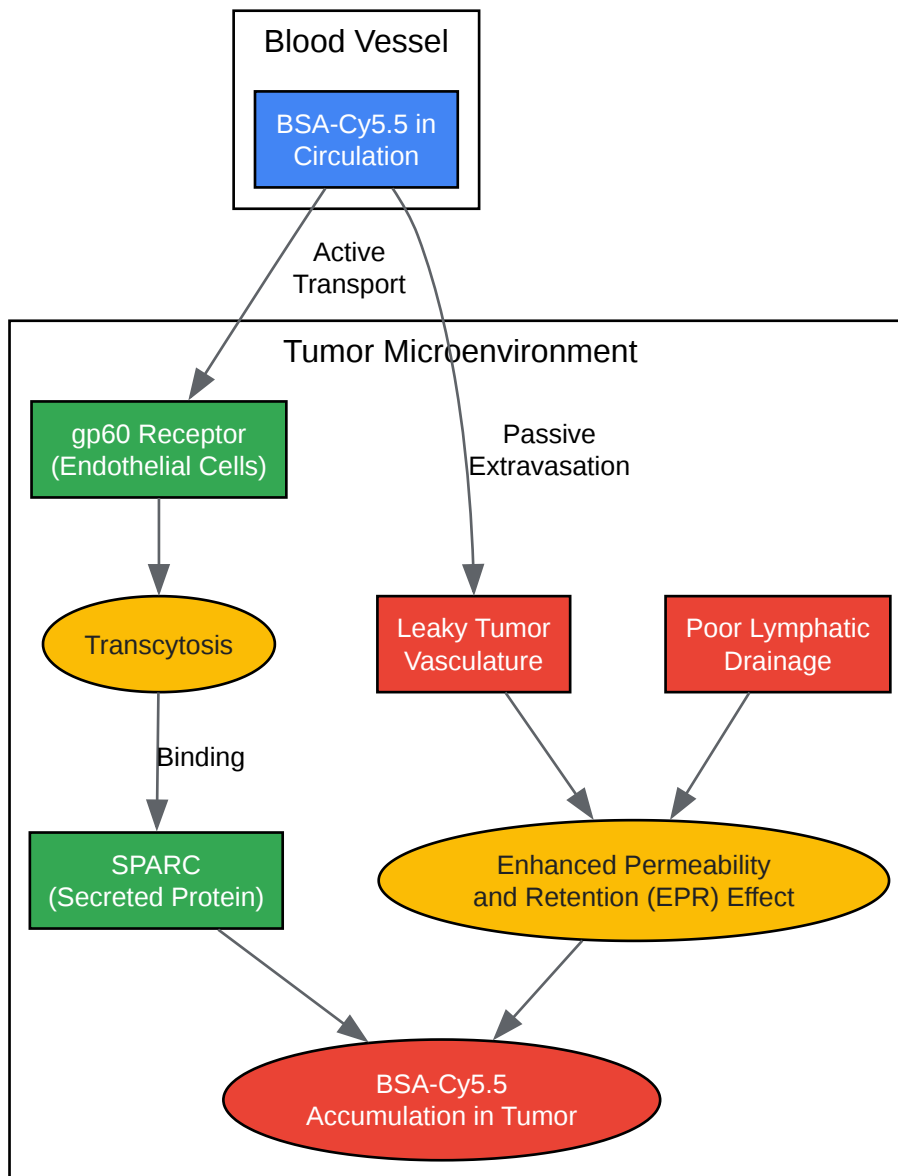 Blood Vessel
BSA-Cy5.5 in
Circulation
Active
Transport
Tumor Microenvironment
gp60 Receptor
(Endothelial Cells)
Passive
Extravasation
Transcytosis
Leaky Tumor
Vasculature
Poor Lymphatic
Drainage
Binding
SPARC
(Secreted Protein)
Enhanced Permeability
and Retention (EPR) Effect
BSA-Cy5.5
Accumulation in Tumor